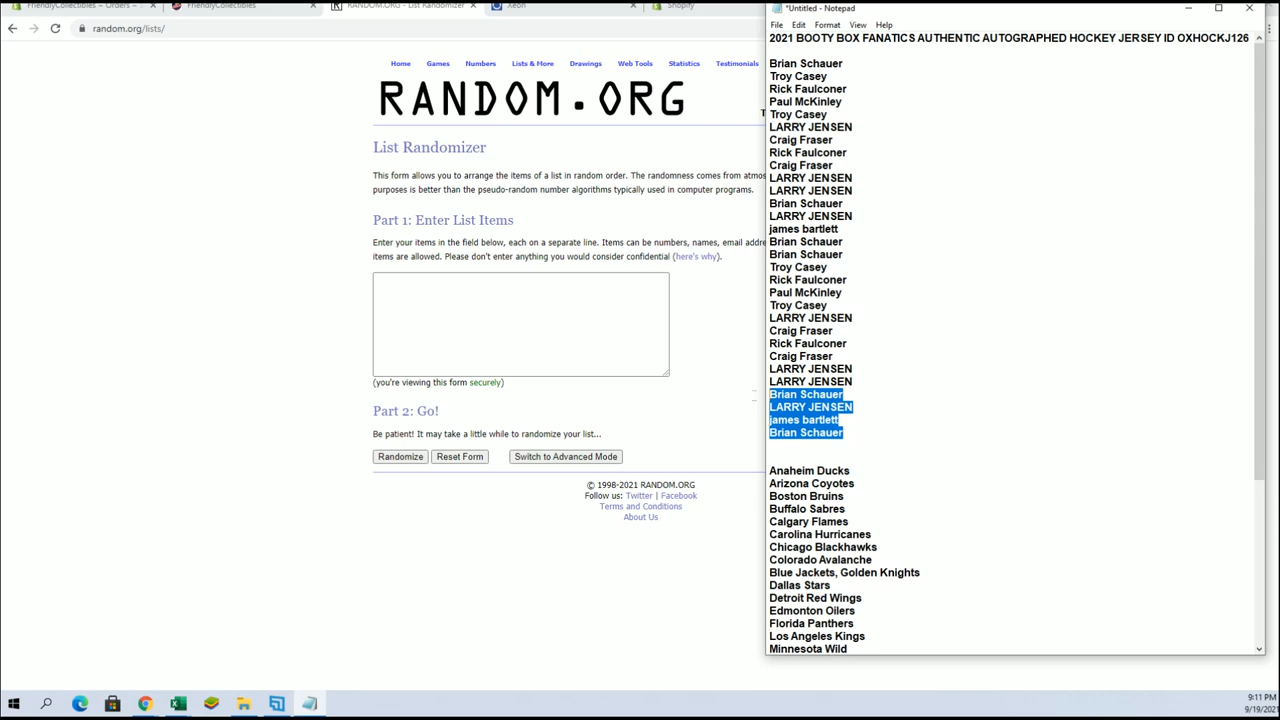 FriendlyCollectibles ~ Orders ~ S
FriendlyCollectibles
RANDOM.ORG - List Randomizer
Xeon
Shopify
random.org/lists/
Home Games Numbers Lists & More Drawings Web Tools Statistics Testimonials
RANDOM.ORG
List Randomizer
This form allows you to arrange the items of a list in random order. The randomness comes from atmos
purposes is better than the pseudo-random number algorithms typically used in computer programs.
Part 1: Enter List Items
Enter your items in the field below, each on a separate line. Items can be numbers, names, email addre
items are allowed. Please don't enter anything you would consider confidential (here's why).
(you're viewing this form securely)
Part 2: Go!
Be patient! It may take a little while to randomize your list...
Randomize Reset Form Switch to Advanced Mode
© 1998-2021 RANDOM.ORG
Follow us: Twitter | Facebook
Terms and Conditions
About Us
*Untitled - Notepad
File Edit Format View Help
2021 BOOTY BOX FANATICS AUTHENTIC AUTOGRAPHED HOCKEY JERSEY ID OXHOCKJ126
Brian Schauer
Troy Casey
Rick Faulconer
Paul McKinley
Troy Casey
LARRY JENSEN
Craig Fraser
Rick Faulconer
Craig Fraser
LARRY JENSEN
LARRY JENSEN
Brian Schauer
LARRY JENSEN
james bartlett
Brian Schauer
Brian Schauer
Troy Casey
Rick Faulconer
Paul McKinley
Troy Casey
LARRY JENSEN
Craig Fraser
Rick Faulconer
Craig Fraser
LARRY JENSEN
LARRY JENSEN
Brian Schauer
LARRY JENSEN
james bartlett
Brian Schauer
Anaheim Ducks
Arizona Coyotes
Boston Bruins
Buffalo Sabres
Calgary Flames
Carolina Hurricanes
Chicago Blackhawks
Colorado Avalanche
Blue Jackets, Golden Knights
Dallas Stars
Detroit Red Wings
Edmonton Oilers
Florida Panthers
Los Angeles Kings
Minnesota Wild
9:11 PM
9/19/2021